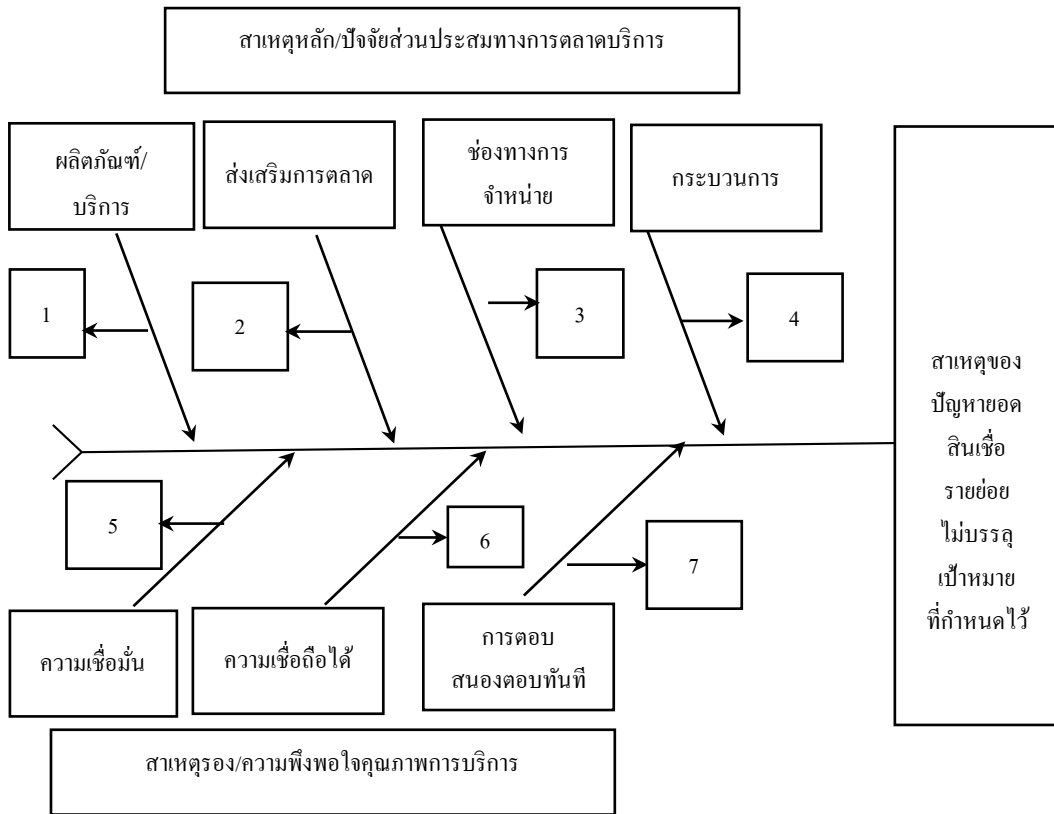 สาเหตุหลัก/ปัจจัยส่วนประสมทางการตลาดบริการ
ผลิตภัณฑ์/
บริการ
ส่งเสริมการตลาด
ช่องทางการ
จำหน่าย
กระบวนการ
1
2
3
4
สาเหตุของ
ปัญหายอด
สินเชื่อ
รายย่อย
ไม่บรรลุ
เป้าหมาย
ที่กำหนดไว้
5
6
7
ความเชื่อมั่น
ความเชื่อถือได้
การตอบ
สนองตอบทันที
สาเหตุรอง/ความพึงพอใจคุณภาพการบริการ